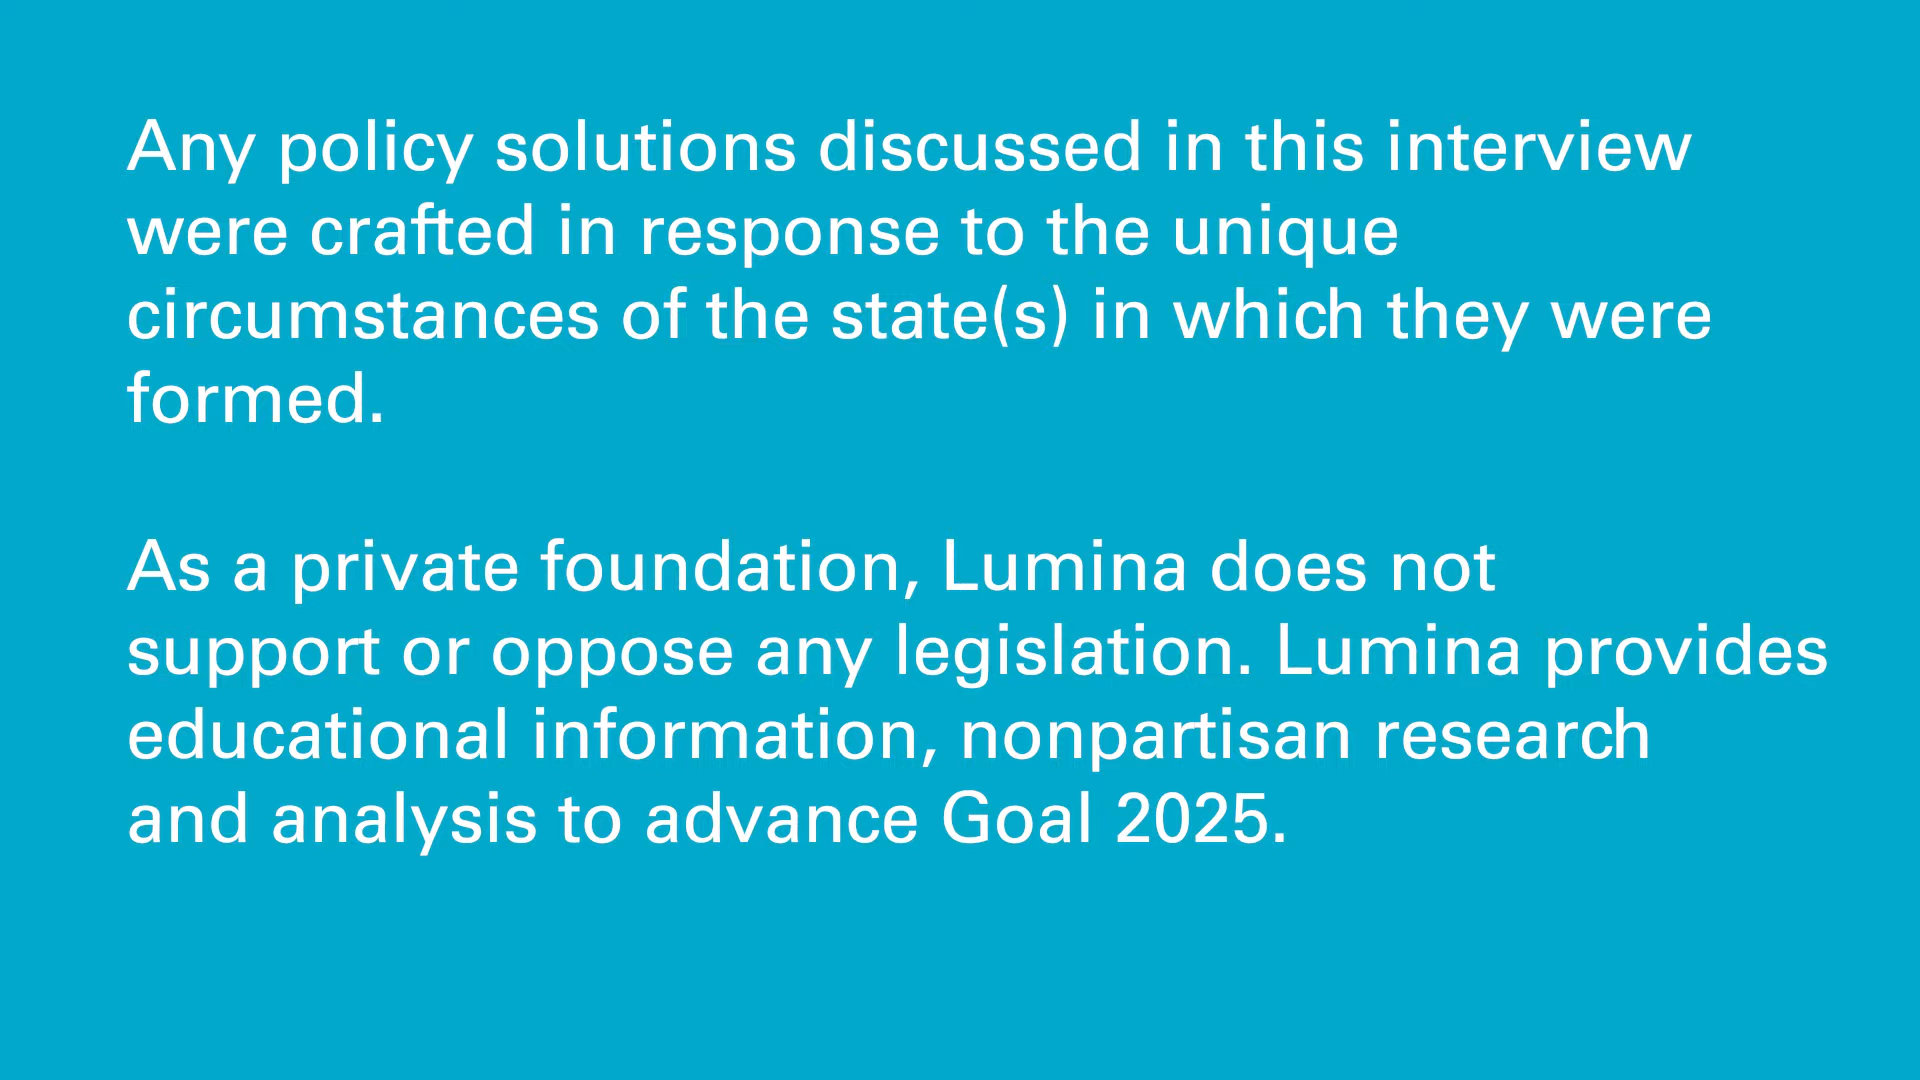 Any policy solutions discussed in this interview
were crafted in response to the unique
circumstances of the state(s) in which they were
formed.
As a private foundation, Lumina does not
support or oppose any legislation. Lumina provides
educational information, nonpartisan research
and analysis to advance Goal 2025.